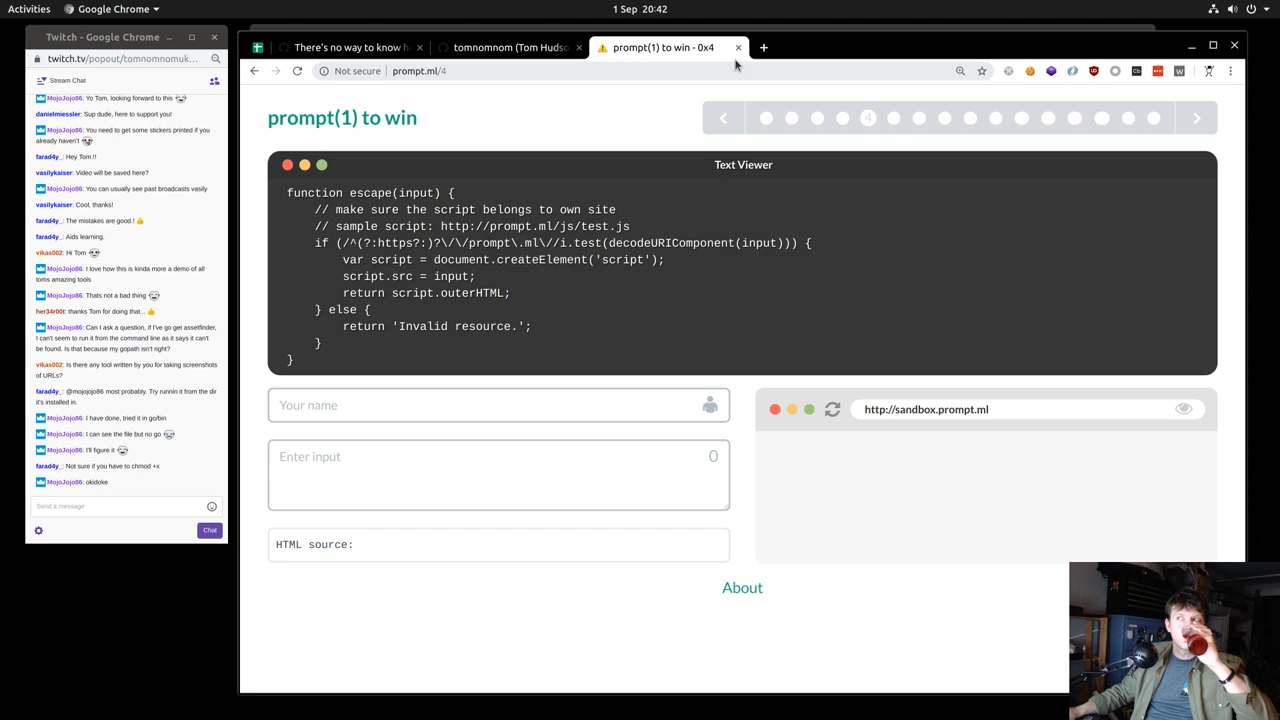 Activities
Google Chrome
1 Sep 20:42
Twitch - Google Chrome
twitch.tv/popout/tomnomnomuk...
Stream Chat
MojoJojo86: Yo Tom, looking forward to this
danielmiessler: Sup dude, here to support you!
MojoJojo86: You need to get some stickers printed if you
already haven't
farad4y_: Hey Tom.!!
vasilykaiser: Video will be saved here?
MojoJojo86: You can usually see past broadcasts vasily
vasilykaiser: Cool, thanks!
farad4y_: The mistakes are good.!
farad4y_: Aids learning.
vikas002: Hi Tom
MojoJojo86: I love how this is kinda more a demo of all
toms amazing tools
MojoJojo86: Thats not a bad thing
her34r00t: thanks Tom for doing that...
MojoJojo86: Can I ask a question, if I've go get assetfinder,
I can't seem to run it from the command line as it says it can't
be found. Is that because my gopath isn't right?
vikas002: Is there any tool written by you for taking screenshots
of URLs?
farad4y_: @mojojojo86 most probably. Try runnin it from the dir
it's installed in.
MojoJojo86: I have done, tried it in go/bin
MojoJojo86: I can see the file but no go
MojoJojo86: I'll figure it
farad4y_: Not sure if you have to chmod +x
MojoJojo86: okidoke
Send a message
Chat
There's no way to know h
tomnomnom (Tom Hudso
prompt(1) to win - 0x4
Not secure
prompt.ml/4
prompt(1) to win
4
Text Viewer
function escape(input) {
// make sure the script belongs to own site
// sample script: http://prompt.ml/js/test.js
if (/^(?:https?:)?\/\/prompt\.ml\//i.test(decodeURIComponent(input))) {
var script = document.createElement('script');
script.src = input;
return script.outerHTML;
} else {
return 'Invalid resource.';
}
}
Your name
Enter input
0
HTML source:
http://sandbox.prompt.ml
About